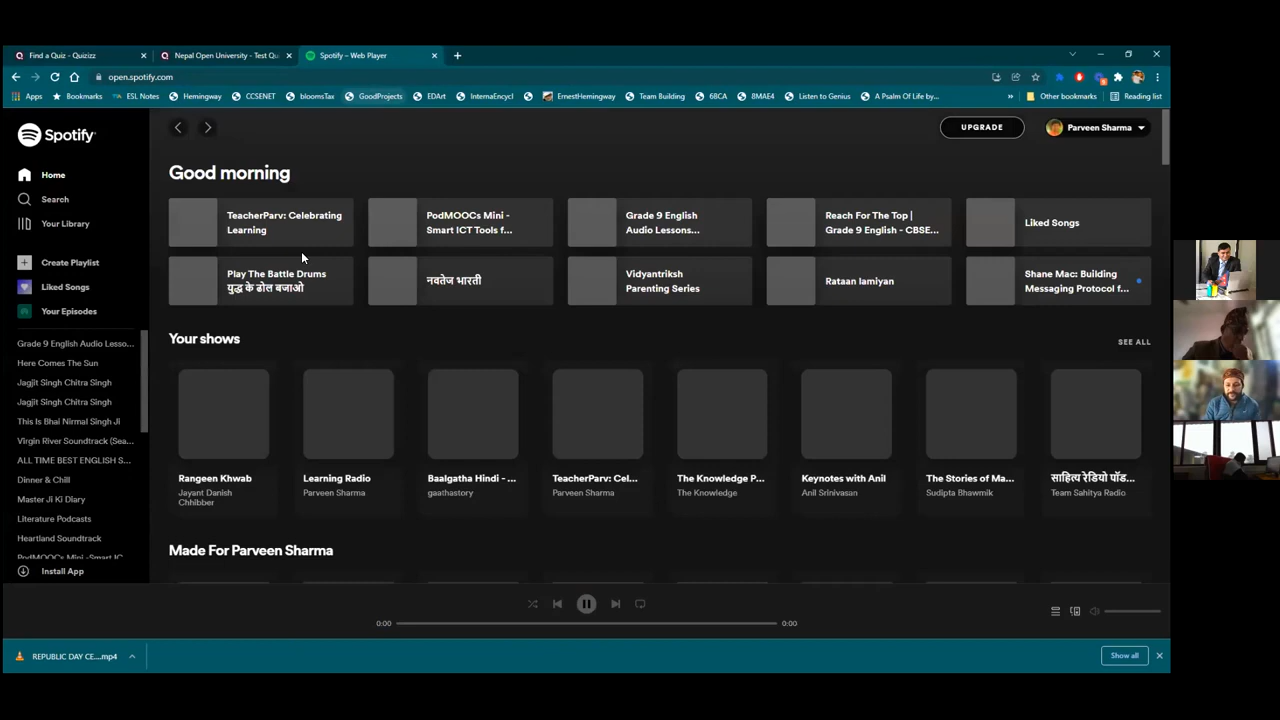 Find a Quiz - Quizizz
Nepal Open University - Test Qu
Spotify – Web Player
open.spotify.com
Apps
Bookmarks
ESL Notes
Hemingway
CCSENET
bloomsTax
GoodProjects
EDArt
InternaEncycl
ErnestHemingway
Team Building
6BCA
8MAE4
Listen to Genius
A Psalm Of Life by...
»
Other bookmarks
Reading list
Spotify
Home
Search
Your Library
Create Playlist
Liked Songs
Your Episodes
Grade 9 English Audio Lesso...
Here Comes The Sun
Jagjit Singh Chitra Singh
Jagjit Singh Chitra Singh
This Is Bhai Nirmal Singh Ji
Virgin River Soundtrack (Sea...
ALL TIME BEST ENGLISH S...
Dinner & Chill
Master Ji Ki Diary
Literature Podcasts
Heartland Soundtrack
PodMOOCs Mini -Smart IC
Install App
UPGRADE
Parveen Sharma
Good morning
TeacherParv: Celebrating
Learning
PodMOOCs Mini -
Smart ICT Tools f...
Grade 9 English
Audio Lessons...
Reach For The Top |
Grade 9 English - CBSE...
Liked Songs
Play The Battle Drums
युद्ध के ढोल बजाओ
नवतेज भारती
Vidyantriksh
Parenting Series
Rataan lamiyan
Shane Mac: Building
Messaging Protocol f...
Your shows
SEE ALL
Rangeen Khwab
Jayant Danish
Chhibber
Learning Radio
Parveen Sharma
Baalgatha Hindi - ...
gaathastory
TeacherParv: Cel...
Parveen Sharma
The Knowledge P...
The Knowledge
Keynotes with Anil
Anil Srinivasan
The Stories of Ma...
Sudipta Bhawmik
साहित्य रेडियो पॉड...
Team Sahitya Radio
Made For Parveen Sharma
0:00
0:00
REPUBLIC DAY CE....mp4
Show all